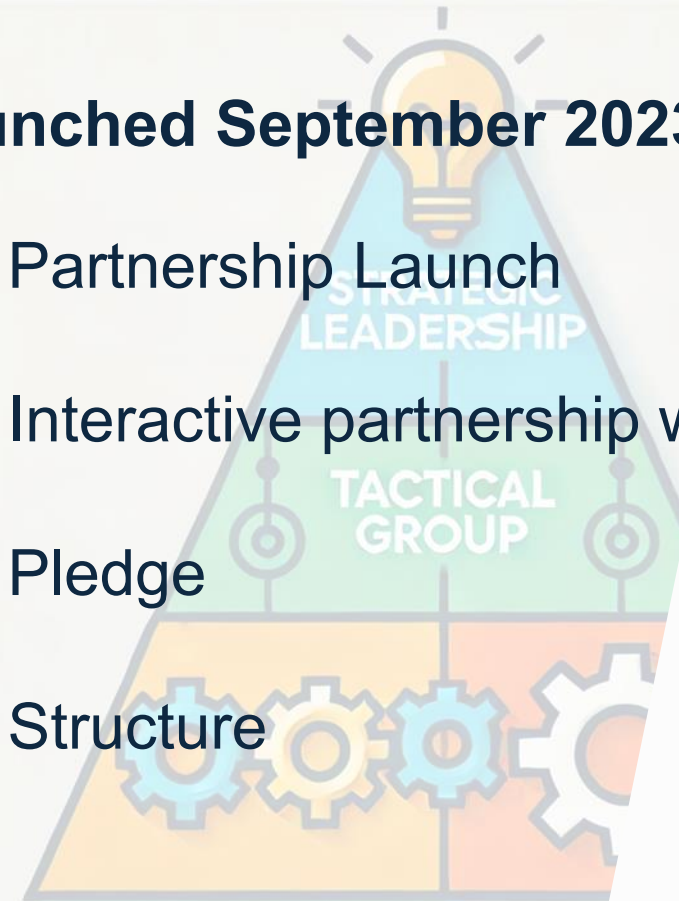 unched September 2023
Partnership Launch
STRATEGIC
LEADERSHIP
Interactive partnership w
TACTICAL
GROUP
Pledge
Structure